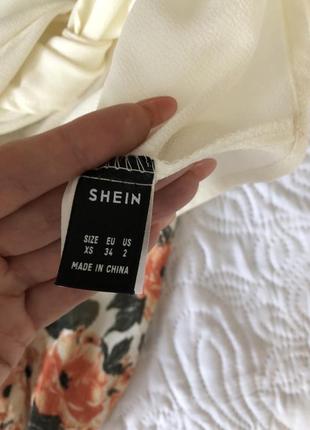 SHEIN
SIZE EU US
XS 34 2
MADE IN CHINA